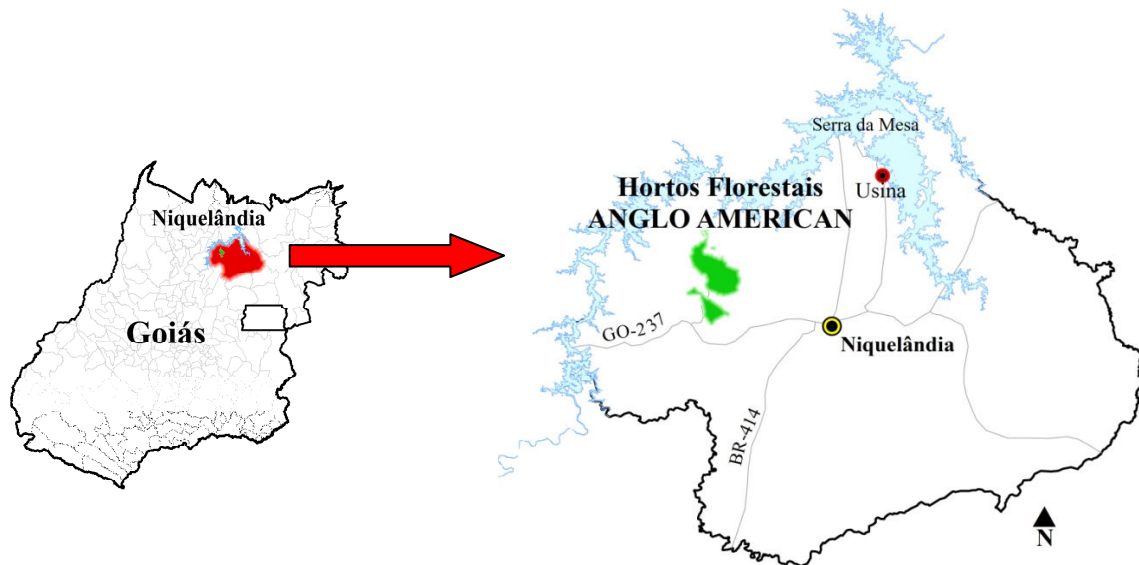 Niquelândia
Goiás
Serra da Mesa
Usina
Hortos Florestais
ANGLO AMERICAN
GO-237
Niquelândia
BR-414
N